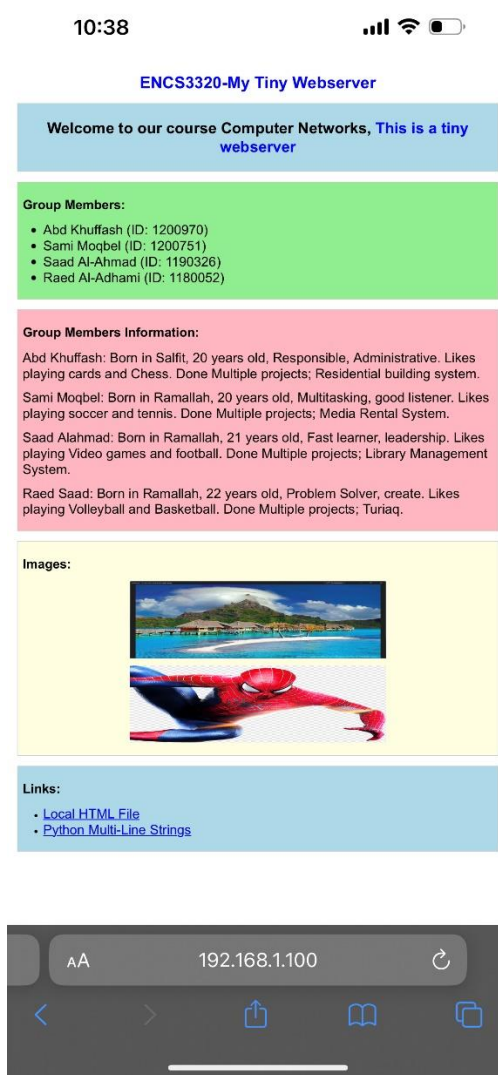 10:38
ENCS3320-My Tiny Webserver
Welcome to our course Computer Networks, This is a tiny
webserver
Group Members:
• Abd Khuffash (ID: 1200970)
• Sami Moqbel (ID: 1200751)
• Saad Al-Ahmad (ID: 1190326)
• Raed Al-Adhami (ID: 1180052)
Group Members Information:
Abd Khuffash: Born in Salfit, 20 years old, Responsible, Administrative. Likes
playing cards and Chess. Done Multiple projects; Residential building system.
Sami Moqbel: Born in Ramallah, 20 years old, Multitasking, good listener. Likes
playing soccer and tennis. Done Multiple projects; Media Rental System.
Saad Alahmad: Born in Ramallah, 21 years old, Fast learner, leadership. Likes
playing Video games and football. Done Multiple projects; Library Management
System.
Raed Saad: Born in Ramallah, 22 years old, Problem Solver, create. Likes
playing Volleyball and Basketball. Done Multiple projects; Turiaq.
Images:
Links:
• Local HTML File
• Python Multi-Line Strings
AA 192.168.1.100